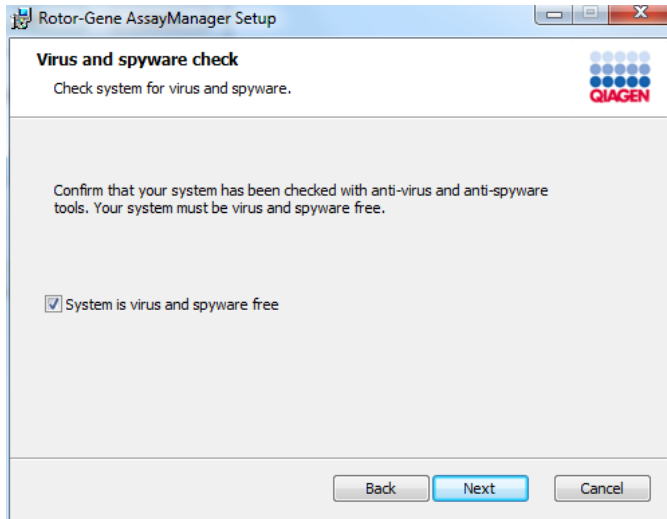 Rotor-Gene AssayManager Setup
Virus and spyware check
Check system for virus and spyware.
QIAGEN
Confirm that your system has been checked with anti-virus and anti-spyware
tools. Your system must be virus and spyware free.
System is virus and spyware free
Back
Next
Cancel